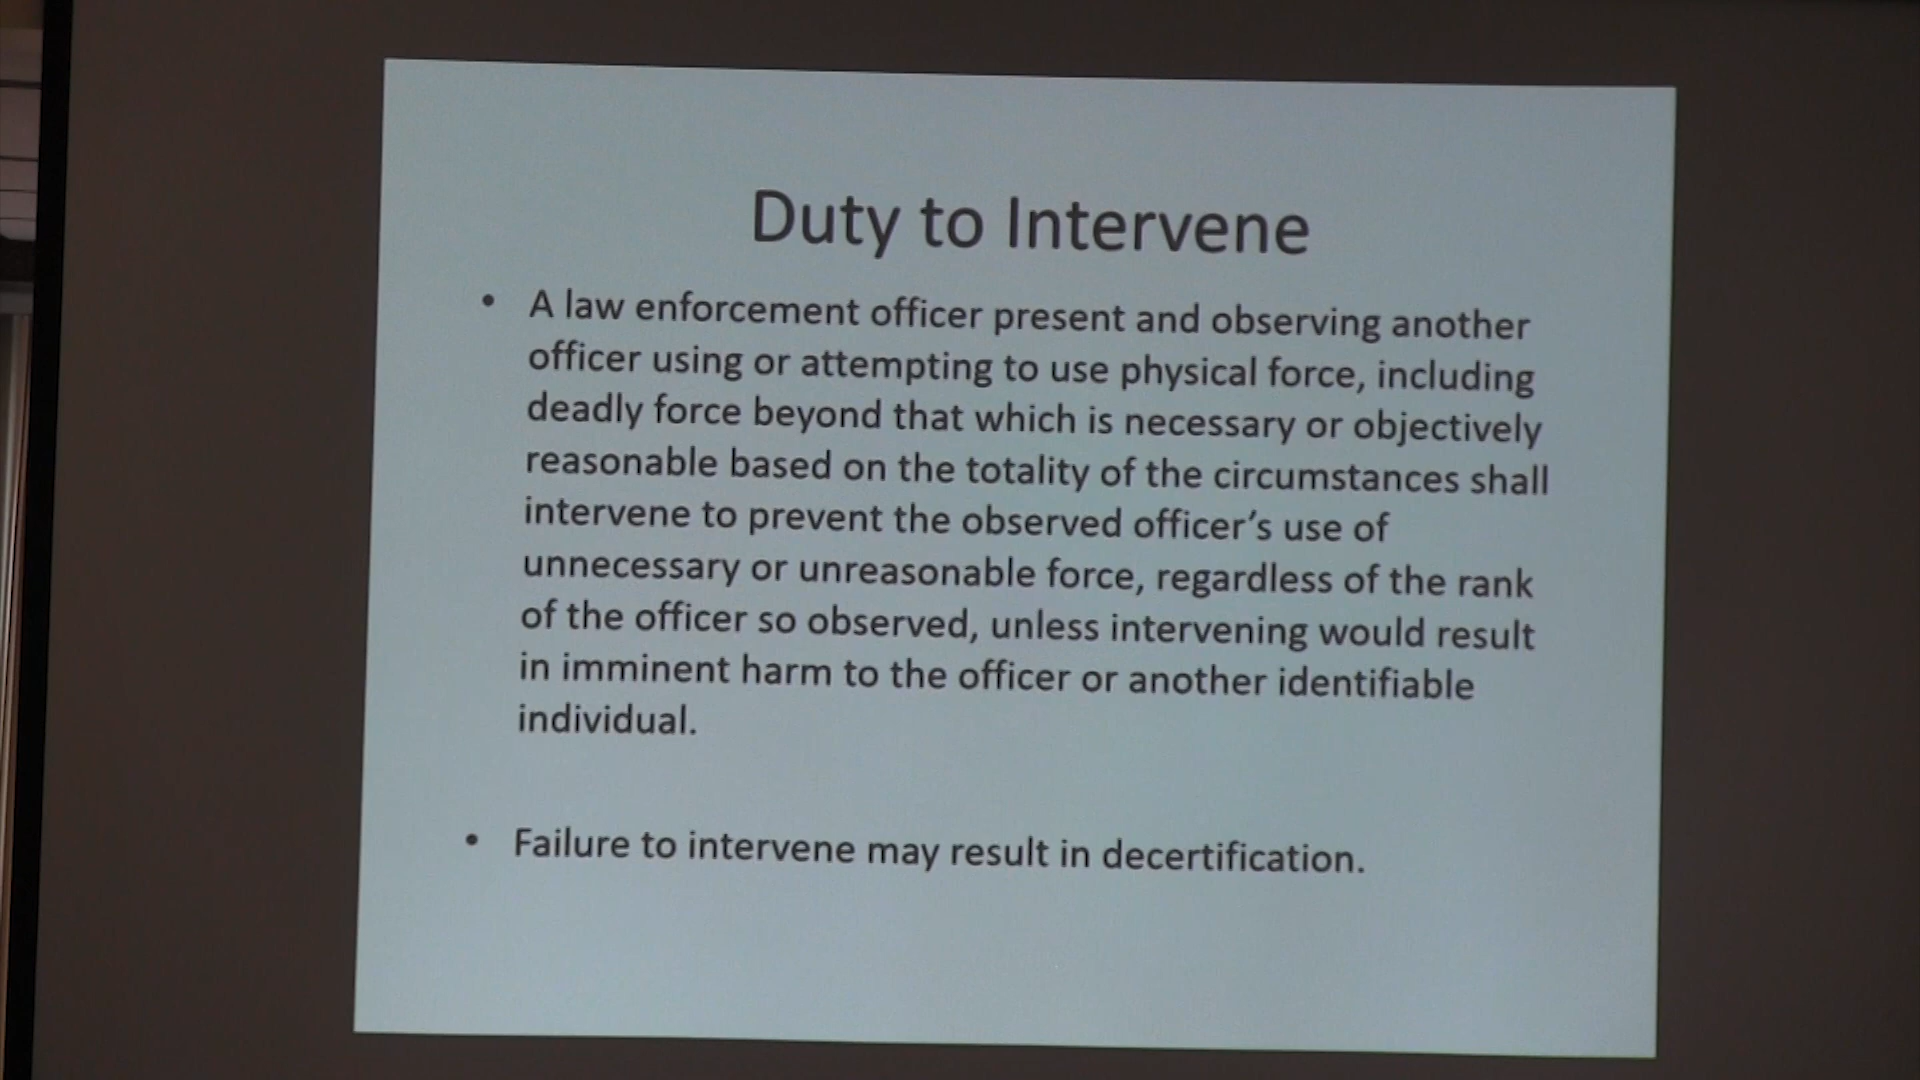 Duty to Intervene
• A law enforcement officer present and observing another
officer using or attempting to use physical force, including
deadly force beyond that which is necessary or objectively
reasonable based on the totality of the circumstances shall
intervene to prevent the observed officer's use of
unnecessary or unreasonable force, regardless of the rank
of the officer so observed, unless intervening would result
in imminent harm to the officer or another identifiable
individual.
• Failure to intervene may result in decertification.